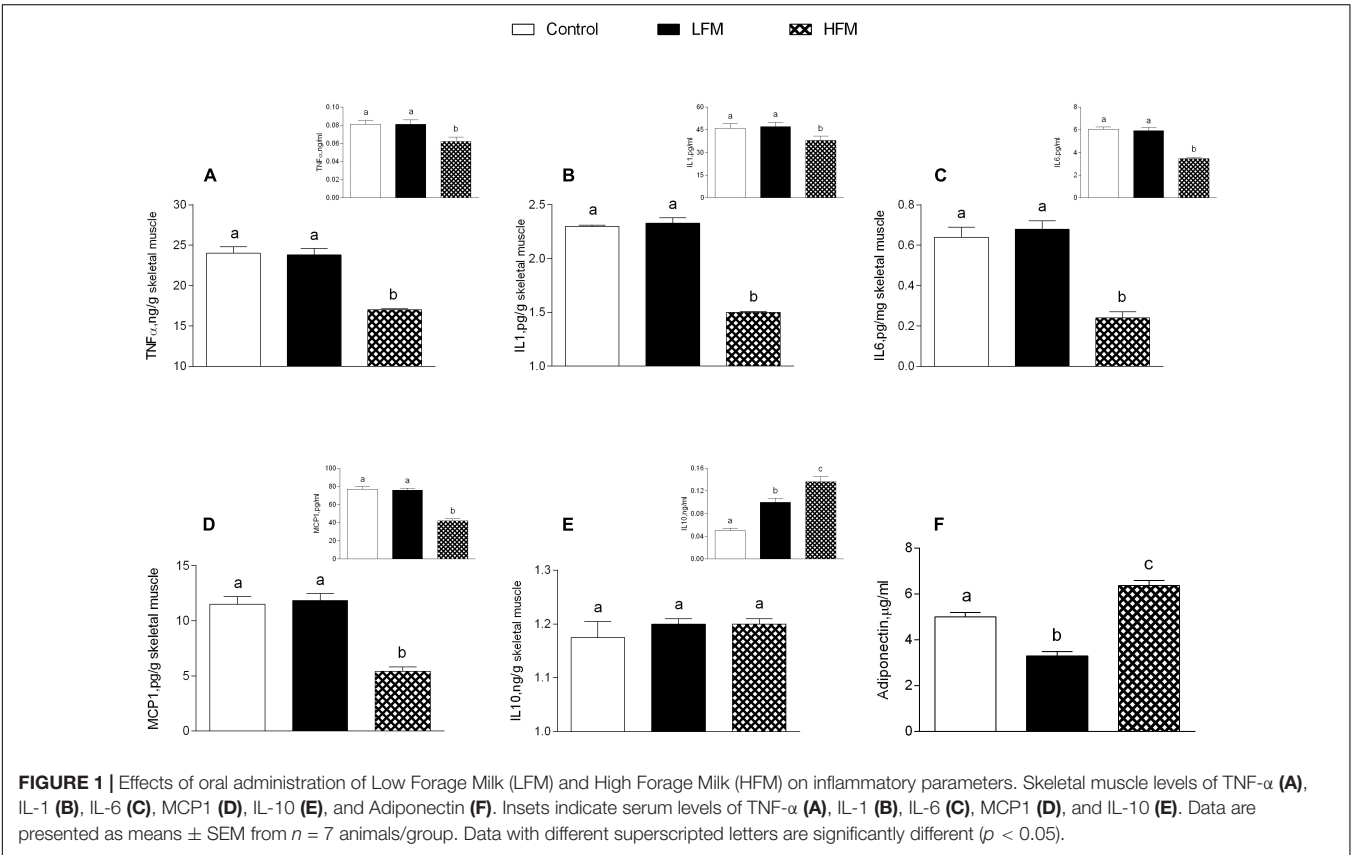 Control LFM HFM
A
TNFα,ng/ml
0.10
0.08
0.06
0.04
0.02
0.00
a a b
TNFα,ng/g skeletal muscle
30
25
20
15
10
a a b
B
IL1,pg/ml
60
45
30
15
0
a a b
IL1,pg/g skeletal muscle
2.5
2.0
1.5
1.0
a a b
C
IL6,pg/ml
8
6
4
2
0
a a b
IL6,pg/mg skeletal muscle
0.8
0.6
0.4
0.2
0.0
a a b
D
MCP1,pg/ml
100
80
60
40
20
0
a a b
MCP1,pg/g skeletal muscle
15
10
5
0
a a b
E
IL10,ng/ml
0.16
0.12
0.08
0.04
0.00
a b c
IL10,ng/g skeletal muscle
1.3
1.2
1.1
1.0
a a a
F
Adiponectin,μg/ml
8
6
4
2
0
a b c
FIGURE 1 | Effects of oral administration of Low Forage Milk (LFM) and High Forage Milk (HFM) on inflammatory parameters. Skeletal muscle levels of TNF-α (A),
IL-1 (B), IL-6 (C), MCP1 (D), IL-10 (E), and Adiponectin (F). Insets indicate serum levels of TNF-α (A), IL-1 (B), IL-6 (C), MCP1 (D), and IL-10 (E). Data are
presented as means ± SEM from n = 7 animals/group. Data with different superscripted letters are significantly different (p < 0.05).